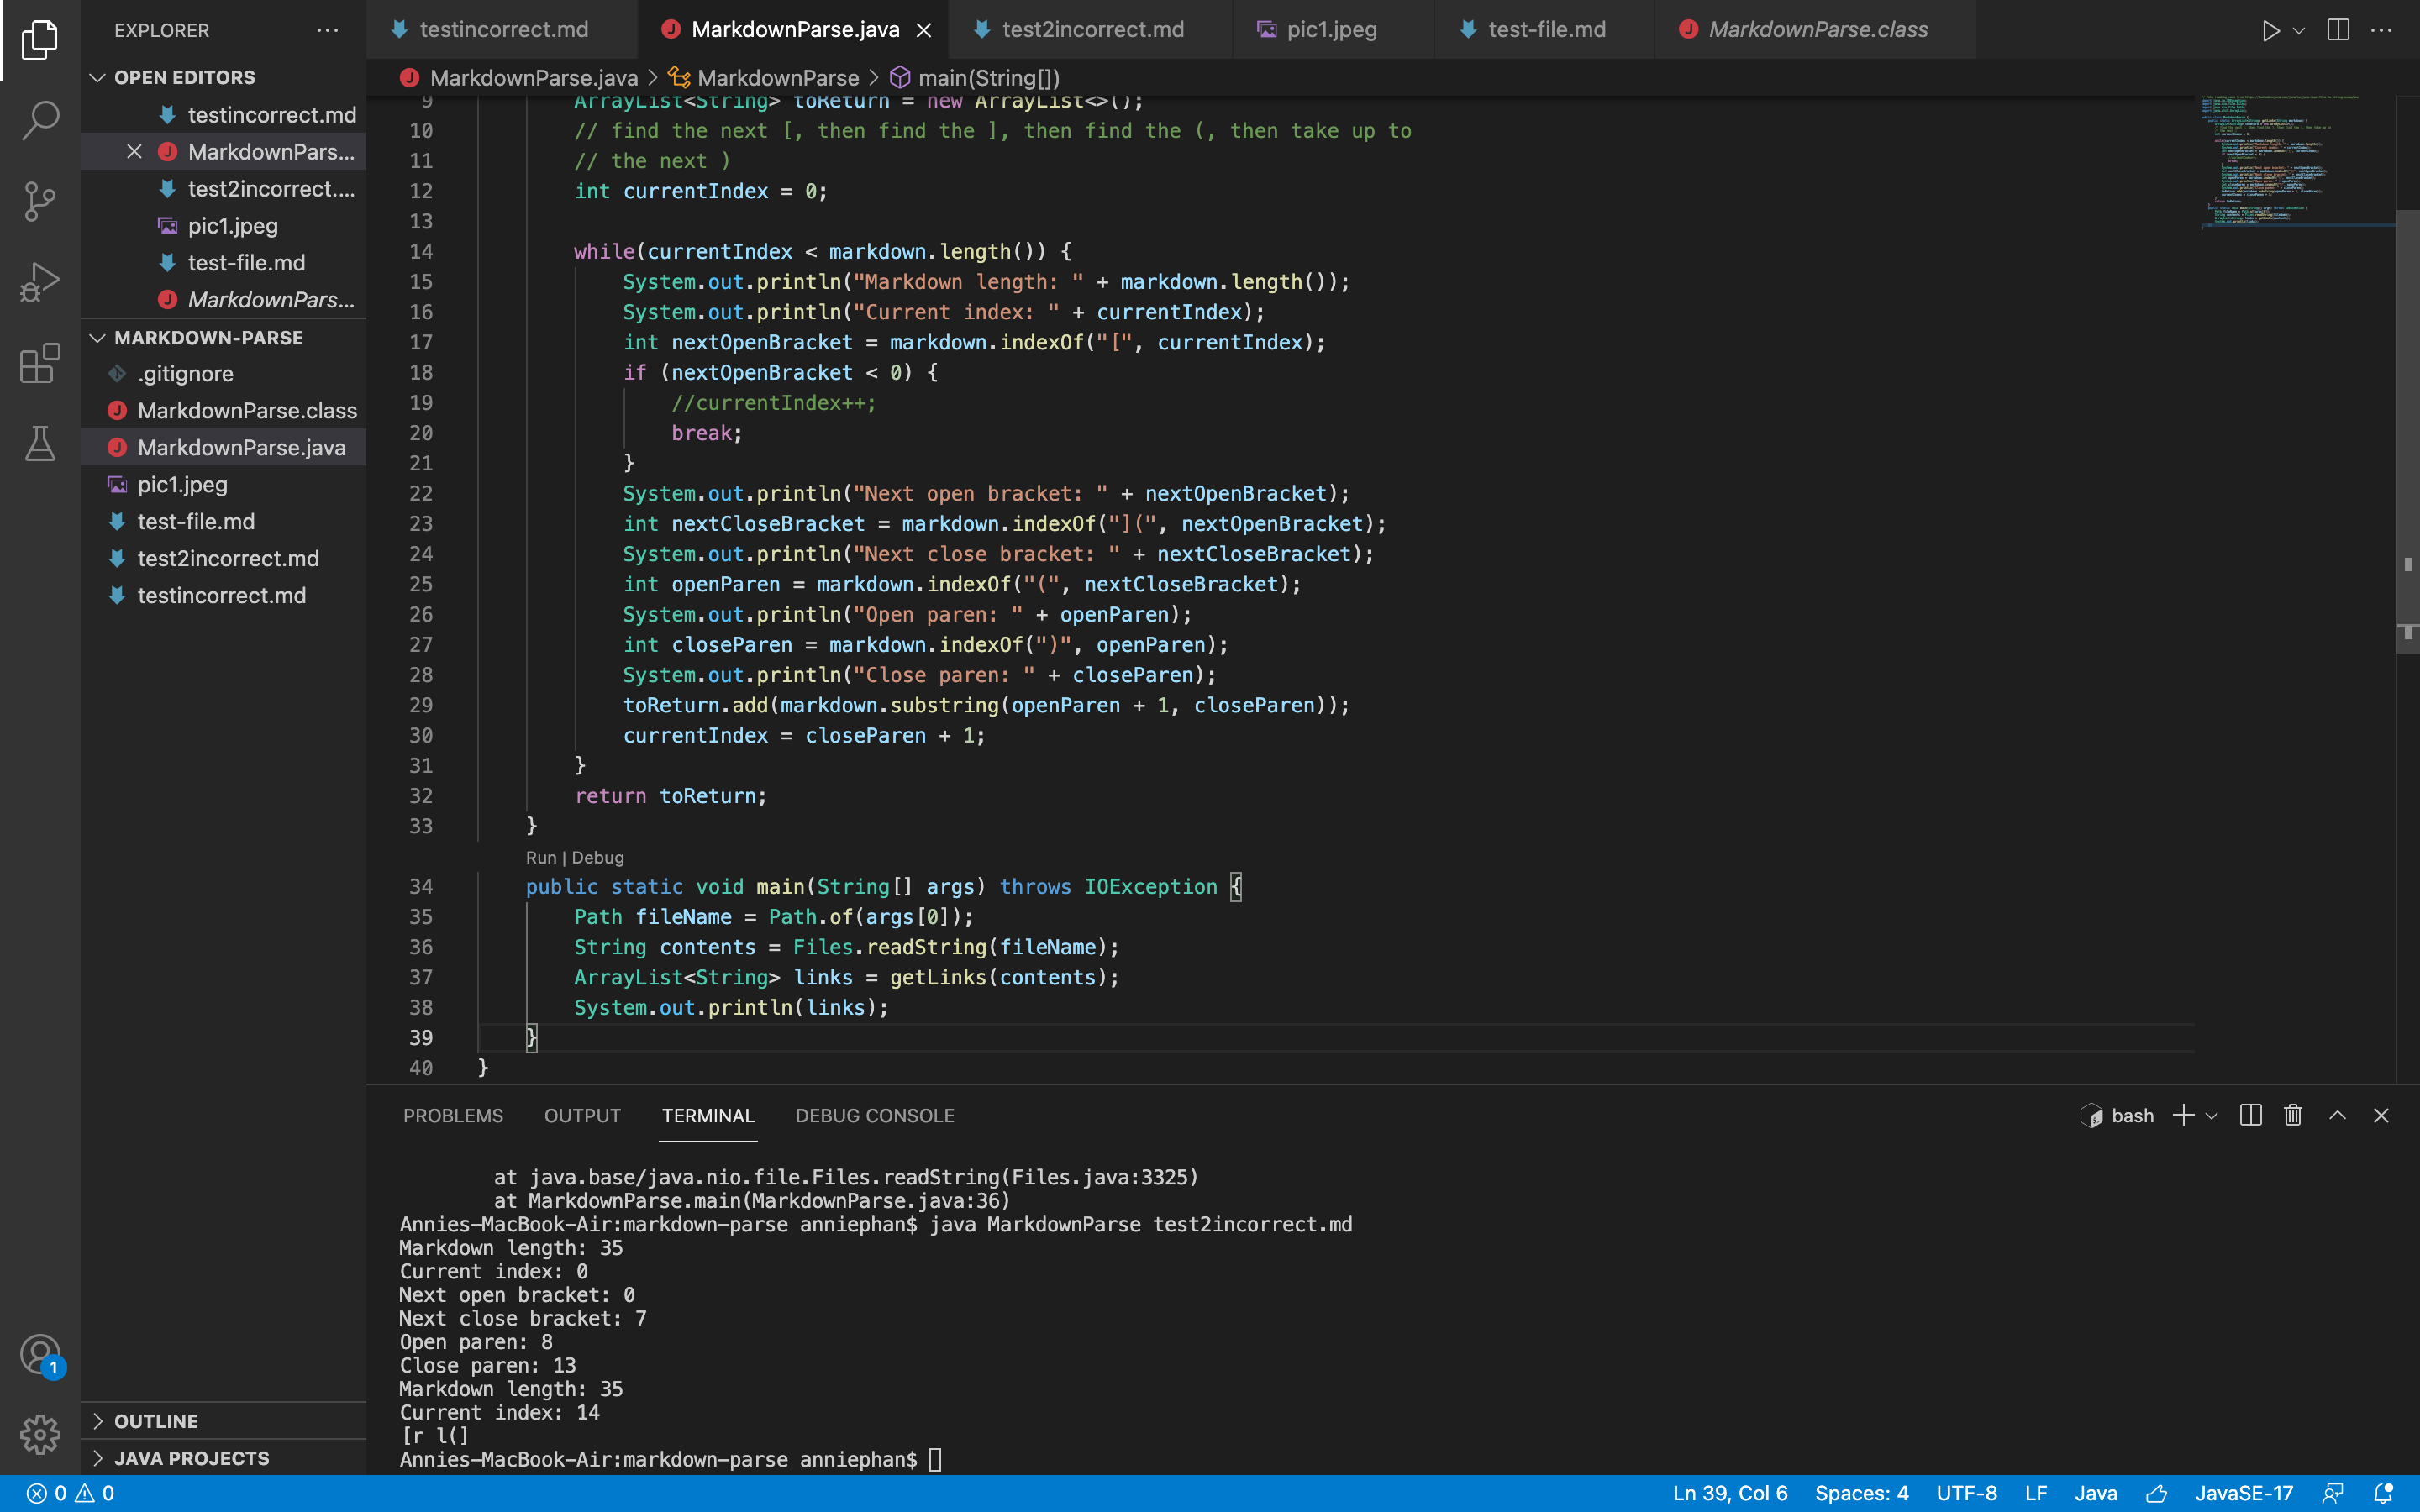 EXPLORER
OPEN EDITORS
testincorrect.md
MarkdownPars...
test2incorrect....
pic1.jpeg
test-file.md
MarkdownPars...
MARKDOWN-PARSE
.gitignore
MarkdownParse.class
MarkdownParse.java
pic1.jpeg
test-file.md
test2incorrect.md
testincorrect.md
OUTLINE
JAVA PROJECTS
1
testincorrect.md MarkdownParse.java test2incorrect.md pic1.jpeg test-file.md MarkdownParse.class
MarkdownParse.java > MarkdownParse > main(String[])
9 ArrayList<String> toReturn = new ArrayList<>();
10 // find the next [, then find the ], then find the (, then take up to
11 // the next )
12 int currentIndex = 0;
13
14 while(currentIndex < markdown.length()) {
15 System.out.println("Markdown length: " + markdown.length());
16 System.out.println("Current index: " + currentIndex);
17 int nextOpenBracket = markdown.indexOf("[", currentIndex);
18 if (nextOpenBracket < 0) {
19 //currentIndex++;
20 break;
21 }
22 System.out.println("Next open bracket: " + nextOpenBracket);
23 int nextCloseBracket = markdown.indexOf("](", nextOpenBracket);
24 System.out.println("Next close bracket: " + nextCloseBracket);
25 int openParen = markdown.indexOf("(", nextCloseBracket);
26 System.out.println("Open paren: " + openParen);
27 int closeParen = markdown.indexOf(")", openParen);
28 System.out.println("Close paren: " + closeParen);
29 toReturn.add(markdown.substring(openParen + 1, closeParen));
30 currentIndex = closeParen + 1;
31 }
32 return toReturn;
33 }
Run | Debug
34 public static void main(String[] args) throws IOException {
35 Path fileName = Path.of(args[0]);
36 String contents = Files.readString(fileName);
37 ArrayList<String> links = getLinks(contents);
38 System.out.println(links);
39 }
40 }
PROBLEMS OUTPUT TERMINAL DEBUG CONSOLE bash
at java.base/java.nio.file.Files.readString(Files.java:3325)
at MarkdownParse.main(MarkdownParse.java:36)
Annies-MacBook-Air:markdown-parse anniephan$ java MarkdownParse test2incorrect.md
Markdown length: 35
Current index: 0
Next open bracket: 0
Next close bracket: 7
Open paren: 8
Close paren: 13
Markdown length: 35
Current index: 14
[r l(]
Annies-MacBook-Air:markdown-parse anniephan$
0 0 Ln 39, Col 6 Spaces: 4 UTF-8 LF Java JavaSE-17